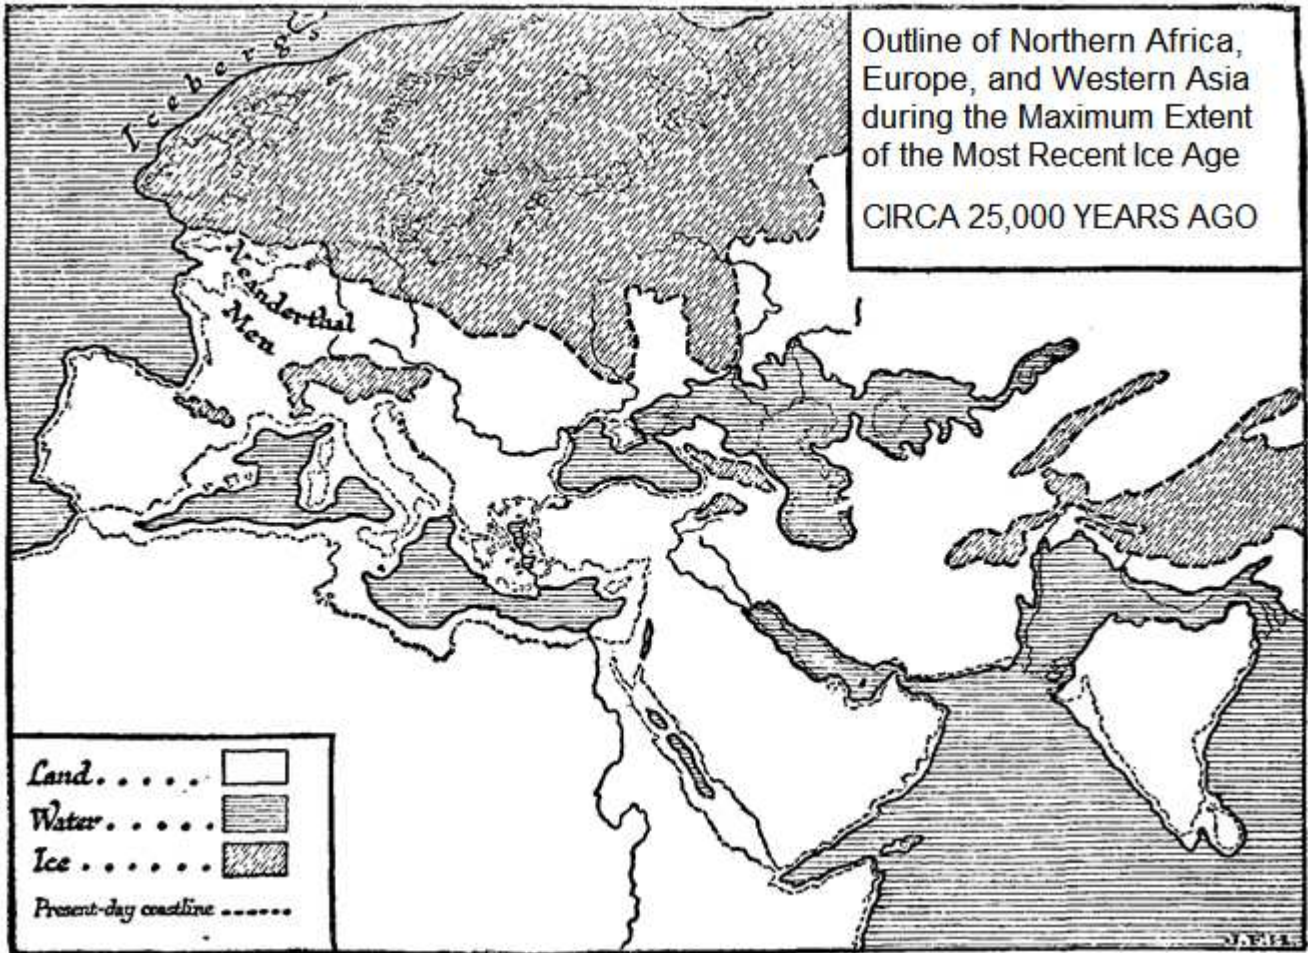 Icebergs
Outline of Northern Africa,
Europe, and Western Asia
during the Maximum Extent
of the Most Recent Ice Age
CIRCA 25,000 YEARS AGO
Neanderthal
Men
Land . . . . .
Water . . . . .
Ice . . . . . .
Present-day coastline -------